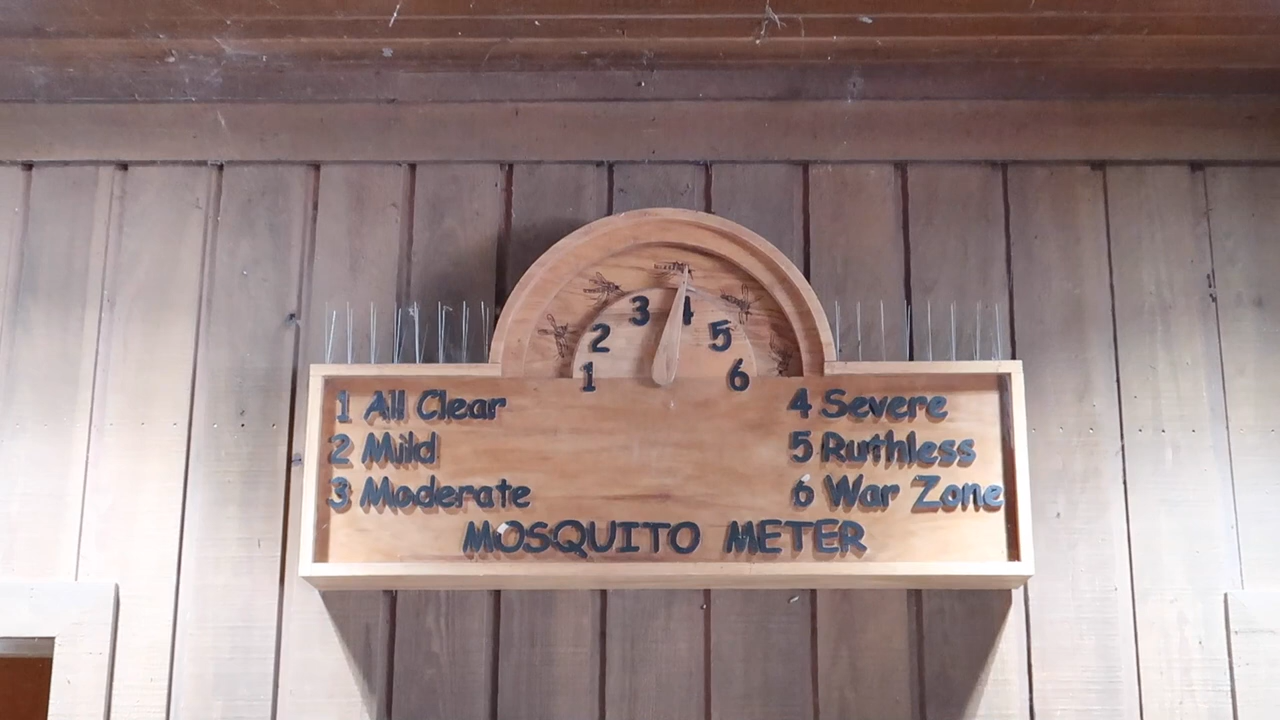 1 2 3 4 5 6
1 All Clear
2 Mild
3 Moderate
4 Severe
5 Ruthless
6 War Zone
MOSQUITO METER